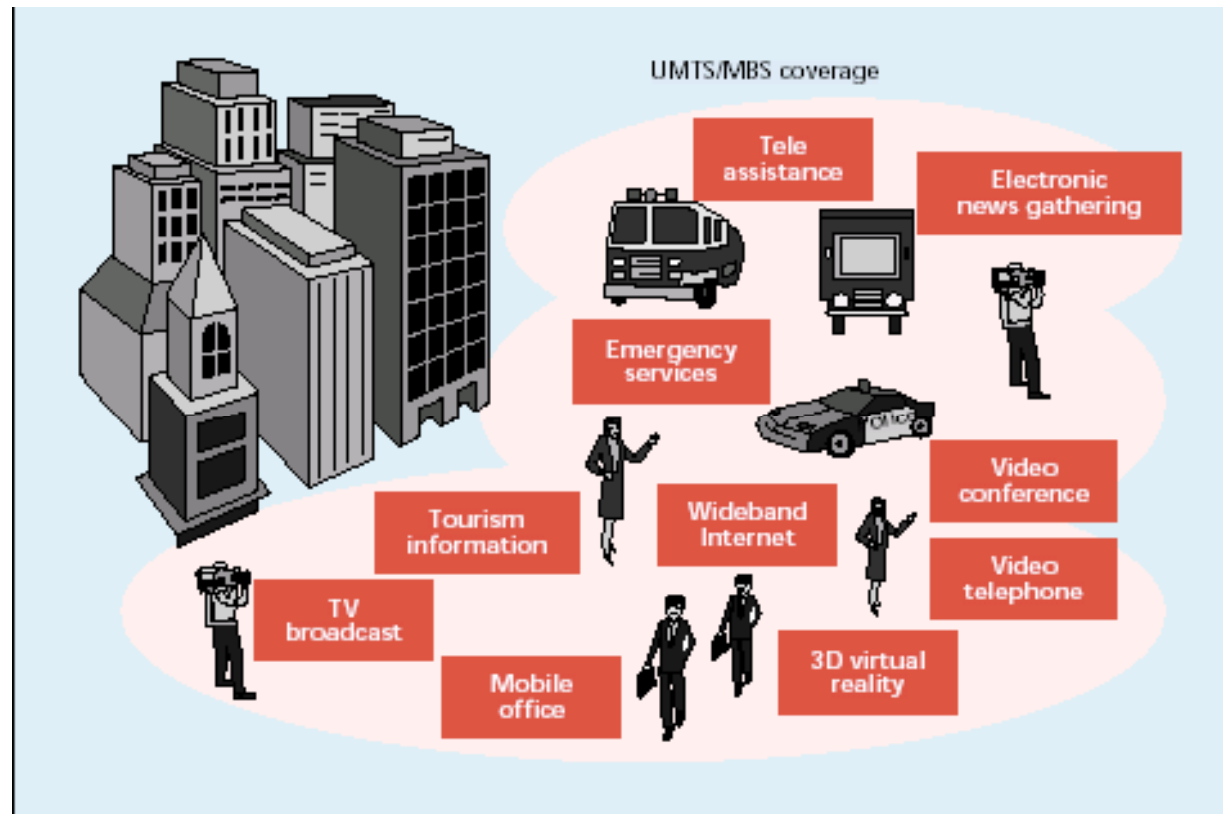 UMTS/MBS coverage
Tele
assistance
Electronic
news gathering
Emergency
services
Video
conference
Wideband
Internet
Tourism
information
Video
telephone
TV
broadcast
3D virtual
reality
Mobile
office